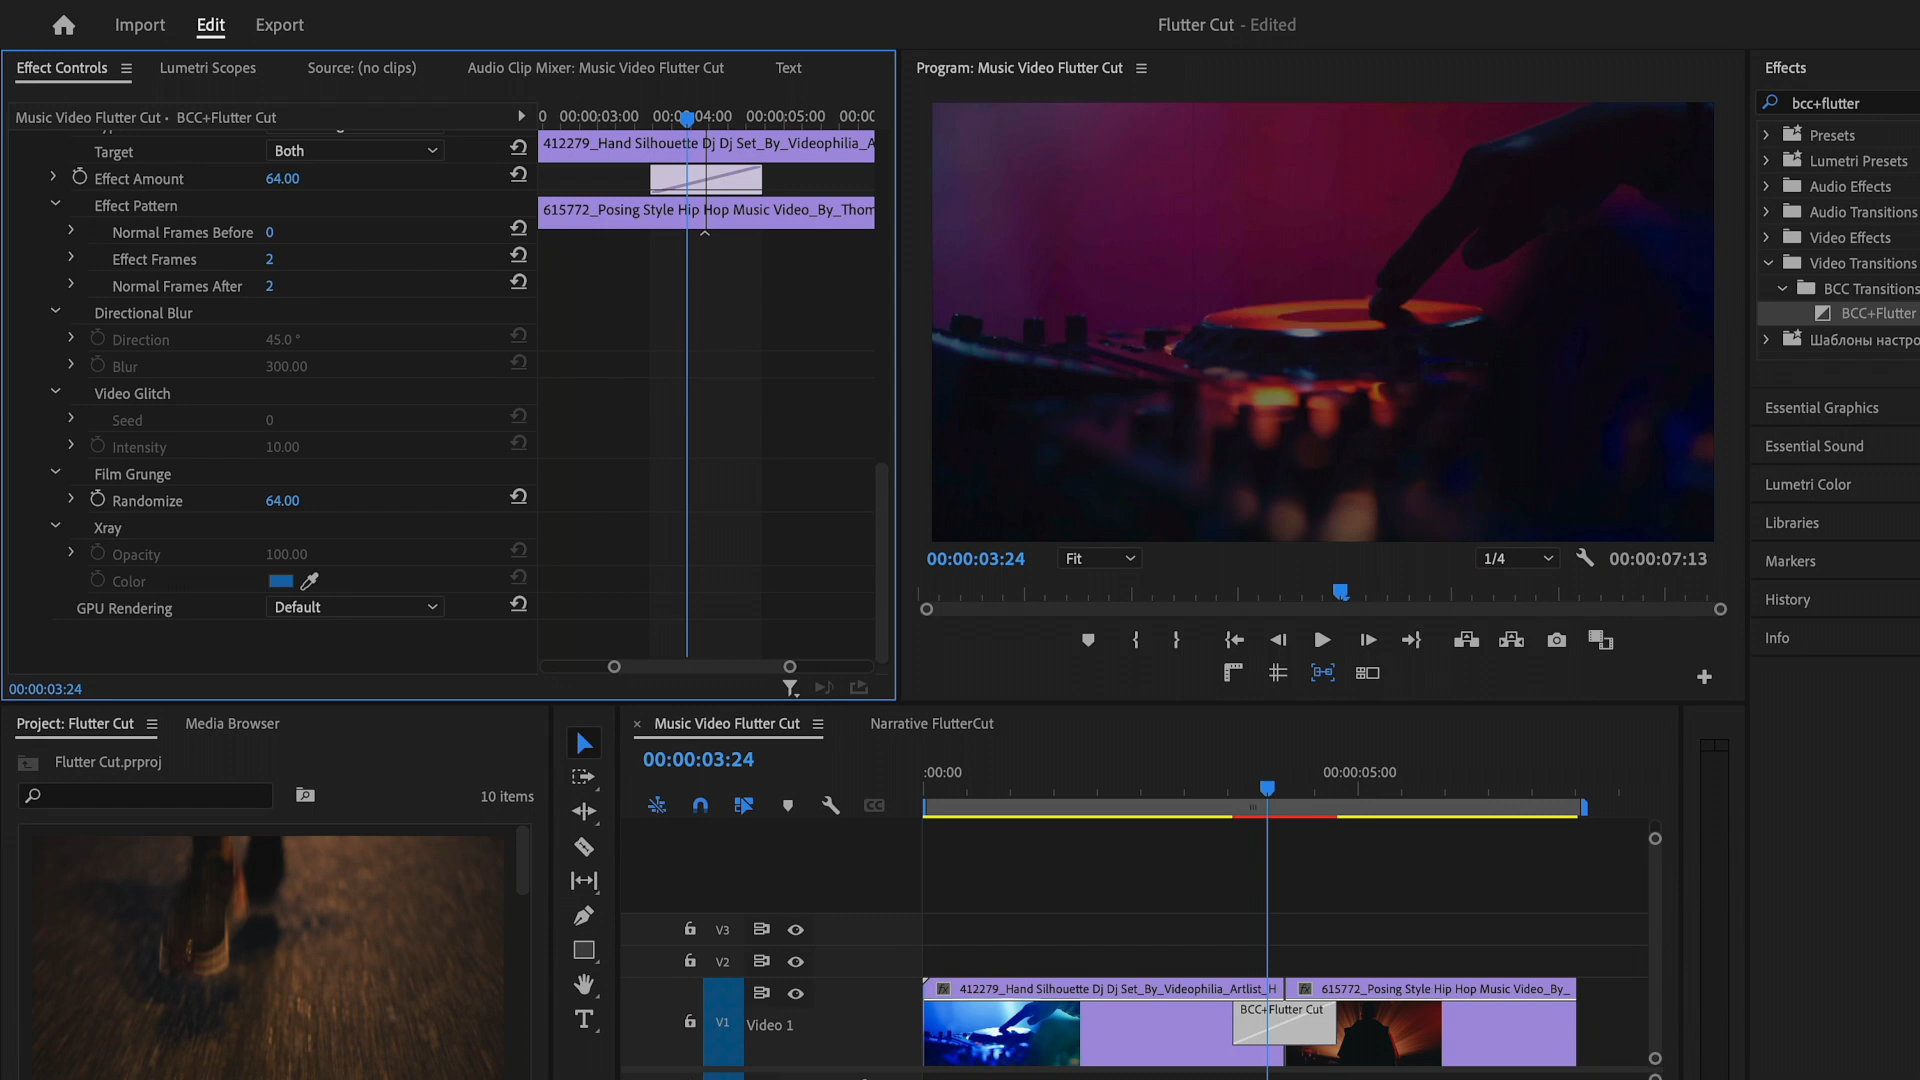 Import
Edit
Export
Flutter Cut - Edited
Effect Controls
Lumetri Scopes
Source: (no clips)
Audio Clip Mixer: Music Video Flutter Cut
Text
Program: Music Video Flutter Cut
Effects
Music Video Flutter Cut • BCC+Flutter Cut
0 00:00:03:00 00:00:04:00 00:00:05:00
bcc+flutter
Target
Both
412279_Hand Silhouette Dj Dj Set_By_Videophilia_A
Presets
Effect Amount
64.00
Lumetri Presets
Effect Pattern
615772_Posing Style Hip Hop Music Video_By_Thom
Audio Effects
Normal Frames Before 0
Audio Transitions
Effect Frames 2
Video Effects
Normal Frames After 2
Video Transitions
Directional Blur
BCC Transitions
Direction 45.0 °
BCC+Flutter
Blur 300.00
Шаблоны настро
Video Glitch
Seed 0
Essential Graphics
Intensity 10.00
Essential Sound
Film Grunge
Lumetri Color
Randomize 64.00
Libraries
Xray
Opacity 100.00
Markers
Color
GPU Rendering
Default
History
Info
00:00:03:24
Fit
1/4
00:00:07:13
00:00:03:24
Project: Flutter Cut
Media Browser
Music Video Flutter Cut
Narrative FlutterCut
Flutter Cut.prproj
00:00:03:24
10 items
:00:00
00:00:05:00
CC
V3
V2
V1
Video 1
fx 412279_Hand Silhouette Dj Dj Set_By_Videophilia_Artlist_H
fx 615772_Posing Style Hip Hop Music Video_By_
BCC+Flutter Cut